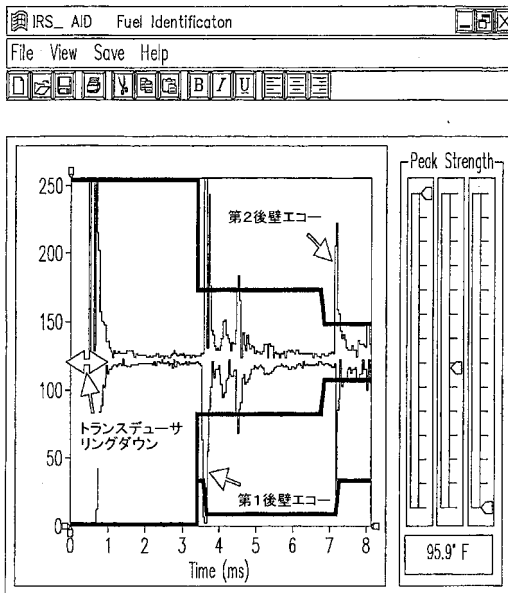 IRS_ AID Fuel Identificaton
File View Save Help
B I U
Peak Strength
250
200
150
100
50
0
第2後壁エコー
トランスデューサ
リングダウン
第1後壁エコー
0 1 2 3 4 5 6 7 8
Time (ms)
95.9° F